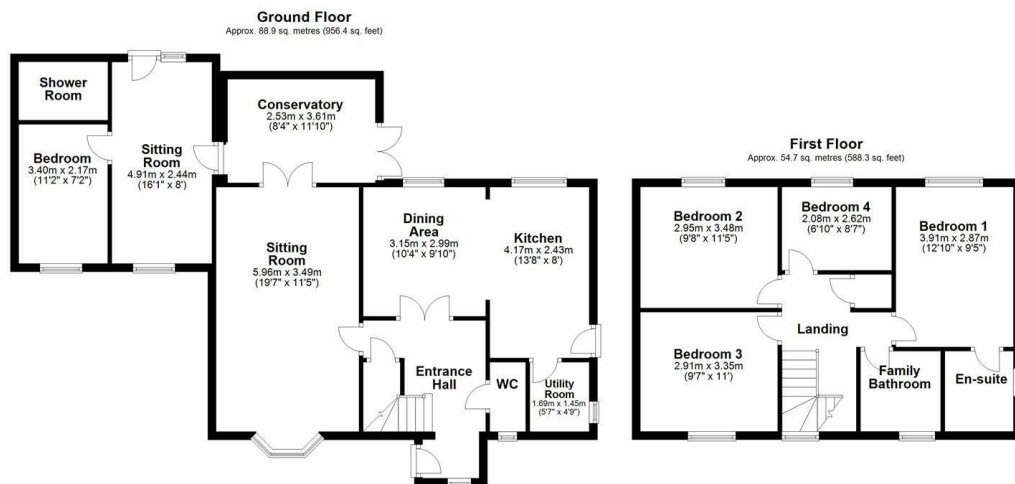 Ground Floor
Approx. 88.9 sq. metres (956.4 sq. feet)
Shower
Room
Bedroom
3.40m x 2.17m
(11'2" x 7'2")
Sitting
Room
4.91m x 2.44m
(16'1" x 8')
Conservatory
2.53m x 3.61m
(8'4" x 11'10")
Sitting
Room
5.96m x 3.49m
(19'7" x 11'5")
Dining
Area
3.15m x 2.99m
(10'4" x 9'10")
Kitchen
4.17m x 2.43m
(13'8" x 8')
Entrance
Hall
WC
Utility
Room
1.69m x 1.45m
(5'7" x 4'9")
First Floor
Approx. 54.7 sq. metres (588.3 sq. feet)
Bedroom 2
2.95m x 3.48m
(9'8" x 11'5")
Bedroom 4
2.08m x 2.62m
(6'10" x 8'7")
Bedroom 1
3.91m x 2.87m
(12'10" x 9'5")
Landing
Bedroom 3
2.91m x 3.35m
(9'7" x 11')
Family
Bathroom
En-suite